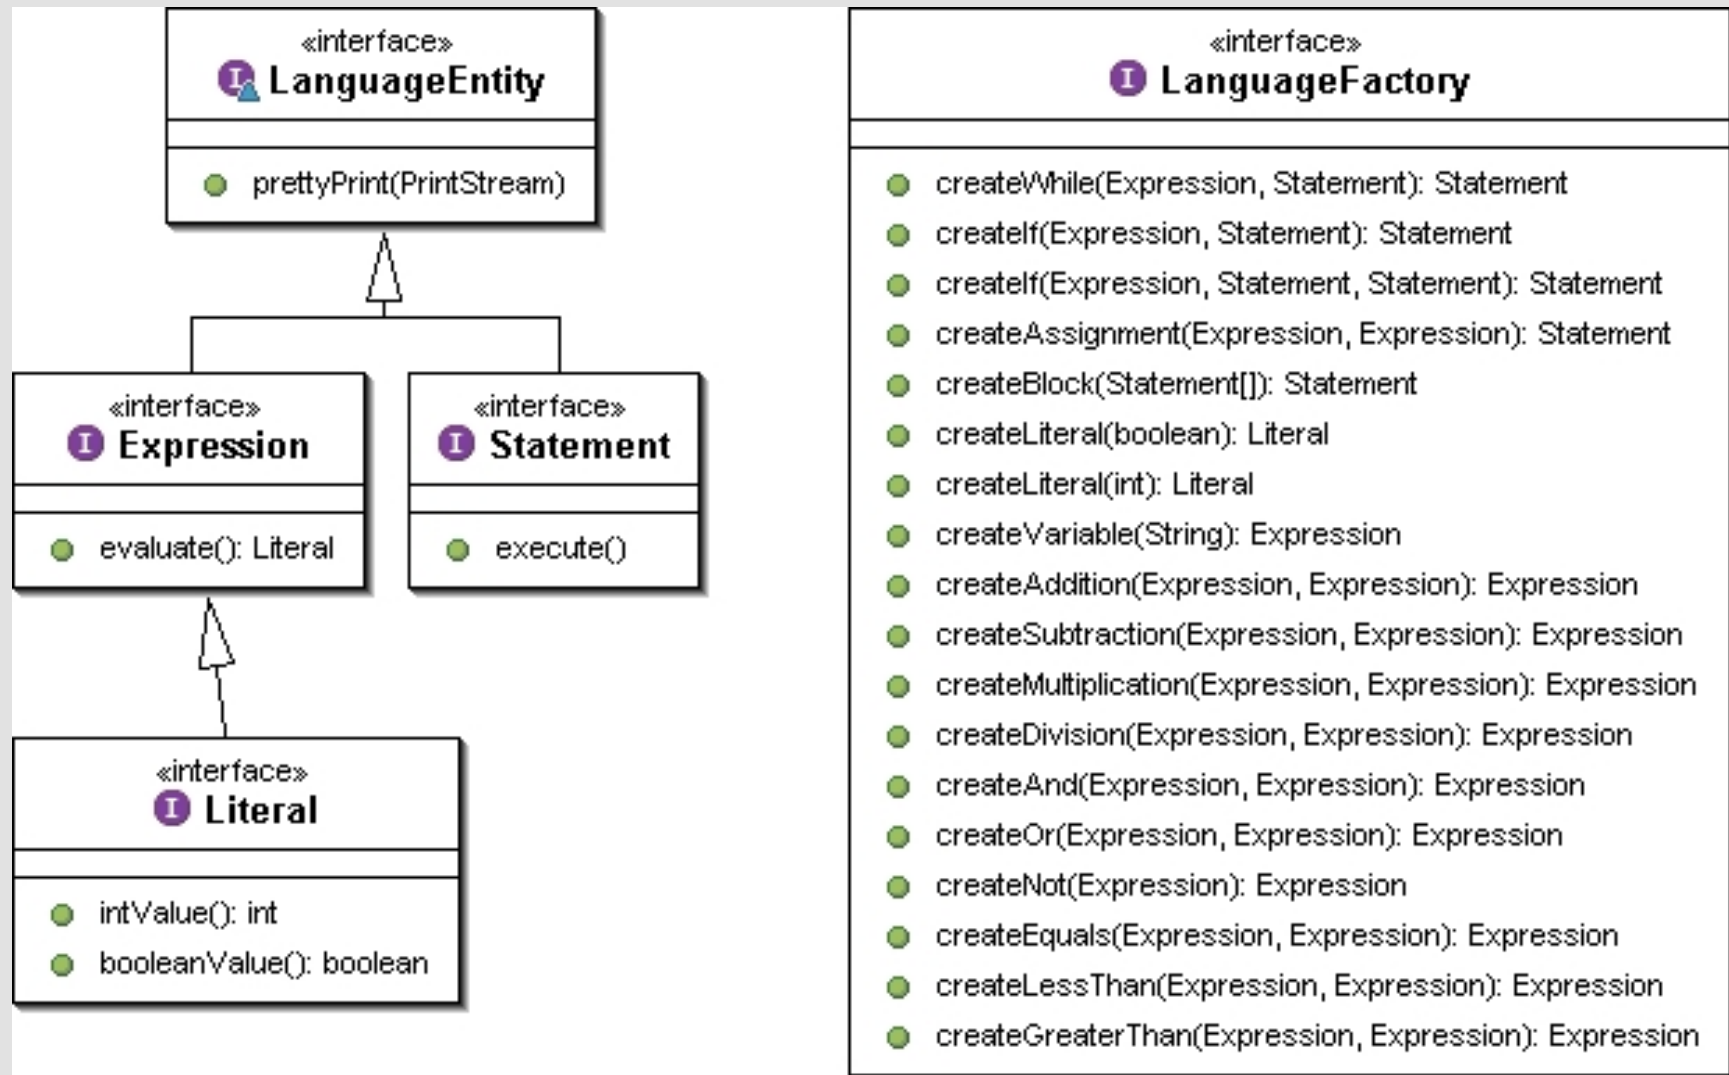 «interface»
I LanguageEntity
prettyPrint(PrintStream)
«interface»
I Expression
evaluate(): Literal
«interface»
I Statement
execute()
«interface»
I Literal
intValue(): int
booleanValue(): boolean
«interface»
I LanguageFactory
createWhile(Expression, Statement): Statement
createIf(Expression, Statement): Statement
createIf(Expression, Statement, Statement): Statement
createAssignment(Expression, Expression): Statement
createBlock(Statement[]): Statement
createLiteral(boolean): Literal
createLiteral(int): Literal
createVariable(String): Expression
createAddition(Expression, Expression): Expression
createSubtraction(Expression, Expression): Expression
createMultiplication(Expression, Expression): Expression
createDivision(Expression, Expression): Expression
createAnd(Expression, Expression): Expression
createOr(Expression, Expression): Expression
createNot(Expression): Expression
createEquals(Expression, Expression): Expression
createLessThan(Expression, Expression): Expression
createGreaterThan(Expression, Expression): Expression